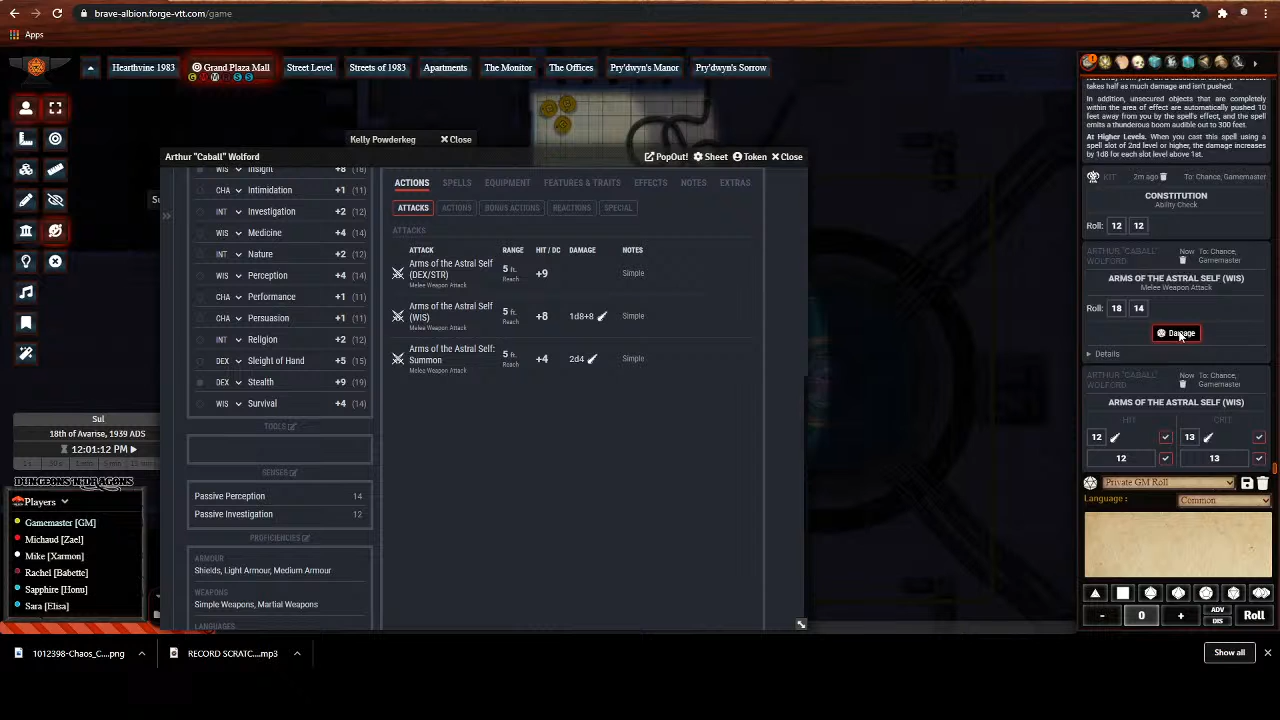 brave-albion.forge-vtt.com/game
Apps
Hearthvine 1983
Grand Plaza Mall
Street Level
Streets of 1983
Apartments
The Monitor
The Offices
Pry'dwyn's Manor
Pry'dwyn's Sorrow
G
M
S S
Kelly Powderkeg
Close
Arthur "Caball" Wolford
PopOut! Sheet Token Close
WIS Insight +8 (18)
CHA Intimidation +1 (11)
INT Investigation +2 (12)
WIS Medicine +4 (14)
INT Nature +2 (12)
WIS Perception +4 (14)
CHA Performance +1 (11)
CHA Persuasion +1 (11)
INT Religion +2 (12)
DEX Sleight of Hand +5 (15)
DEX Stealth +9 (19)
WIS Survival +4 (14)
TOOLS
SENSES
Passive Perception 14
Passive Investigation 12
PROFICIENCIES
ARMOUR
Shields, Light Armour, Medium Armour
WEAPONS
Simple Weapons, Martial Weapons
LANGUAGES
ACTIONS SPELLS EQUIPMENT FEATURES & TRAITS EFFECTS NOTES EXTRAS
ATTACKS ACTIONS BONUS ACTIONS REACTIONS SPECIAL
ATTACKS
ATTACK RANGE HIT / DC DAMAGE NOTES
Arms of the Astral Self
(DEX/STR)
Melee Weapon Attack
5 ft.
Reach
+9
Simple
Arms of the Astral Self
(WIS)
Melee Weapon Attack
5 ft.
Reach
+8
1d8+8
Simple
Arms of the Astral Self:
Summon
Melee Weapon Attack
5 ft.
Reach
+4
2d4
Simple
Su
Sul
18th of Avarise, 1939 ADS
12:01:12 PM
DUNGEONS IN DRAGONS
Players
Gamemaster [GM]
Michaud [Zael]
Mike [Xarmon]
Rachel [Babette]
Sapphire [Honu]
Sara [Elisa]
takes half as much damage and isn't pushed.
In addition, unsecured objects that are completely
within the area of effect are automatically pushed 10
feet away from you by the spell's effect, and the spell
emits a thunderous boom audible out to 300 feet.
At Higher Levels. When you cast this spell using a
spell slot of 2nd level or higher, the damage increases
by 1d8 for each slot level above 1st.
KIT
2m ago
To: Chance, Gamemaster
CONSTITUTION
Ability Check
Roll: 12 12
ARTHUR "CABALL"
WOLFORD
Now
To: Chance,
Gamemaster
ARMS OF THE ASTRAL SELF (WIS)
Melee Weapon Attack
Roll: 18 14
Damage
Details
ARTHUR "CABALL"
WOLFORD
Now
To: Chance,
Gamemaster
ARMS OF THE ASTRAL SELF (WIS)
HIT CRIT
12 13
12 13
Private GM Roll
Language :
Common
- 0 +
ADV
DIS
Roll
1012398-Chaos_C....png
RECORD SCRATC....mp3
Show all